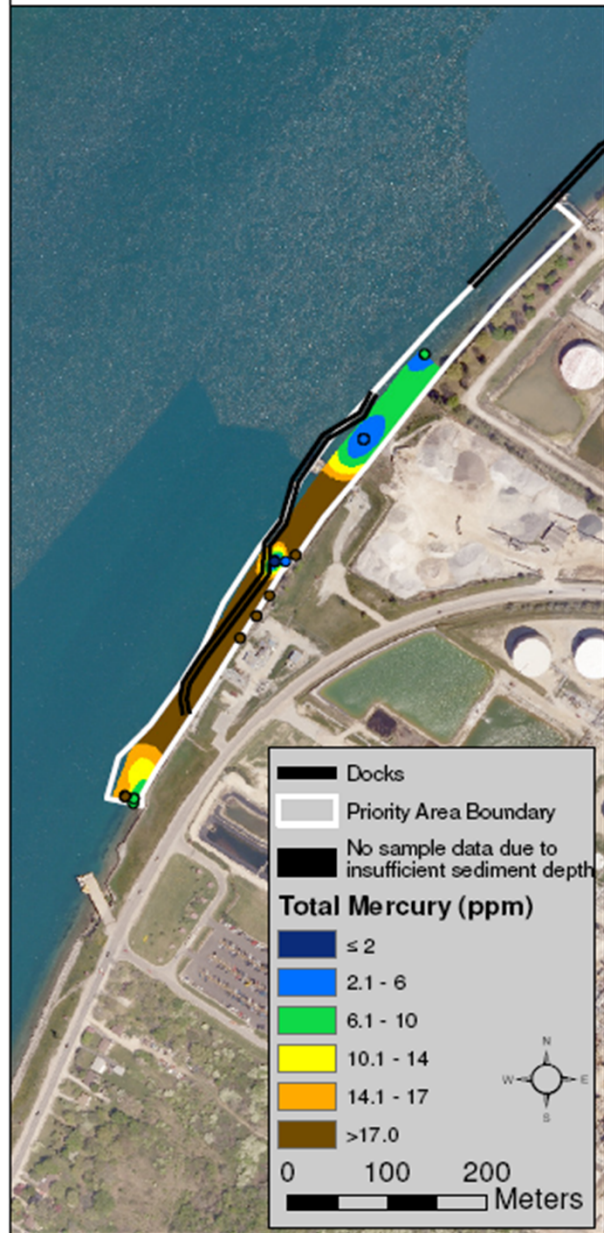 Docks
Priority Area Boundary
No sample data due to
insufficient sediment depth
Total Mercury (ppm)
≤ 2
2.1 - 6
6.1 - 10
10.1 - 14
14.1 - 17
>17.0
N
W E
S
0 100 200
Meters